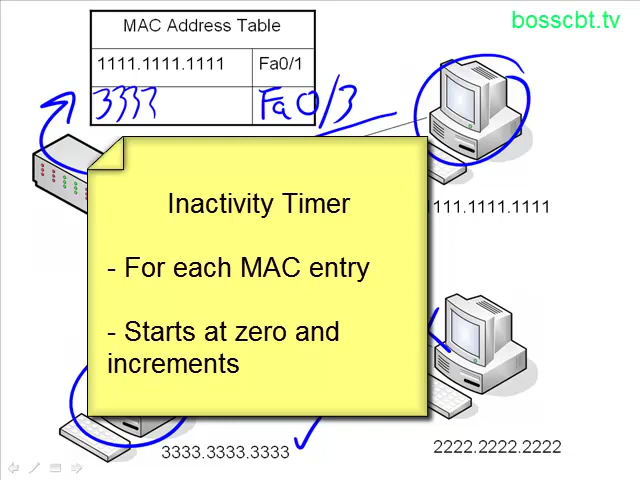 bosscbt.tv
MAC Address Table
1111.1111.1111 Fa0/1
3333 Fa0/3
111.1111.1111
Inactivity Timer
- For each MAC entry
- Starts at zero and
increments
3333.3333.3333
2222.2222.2222